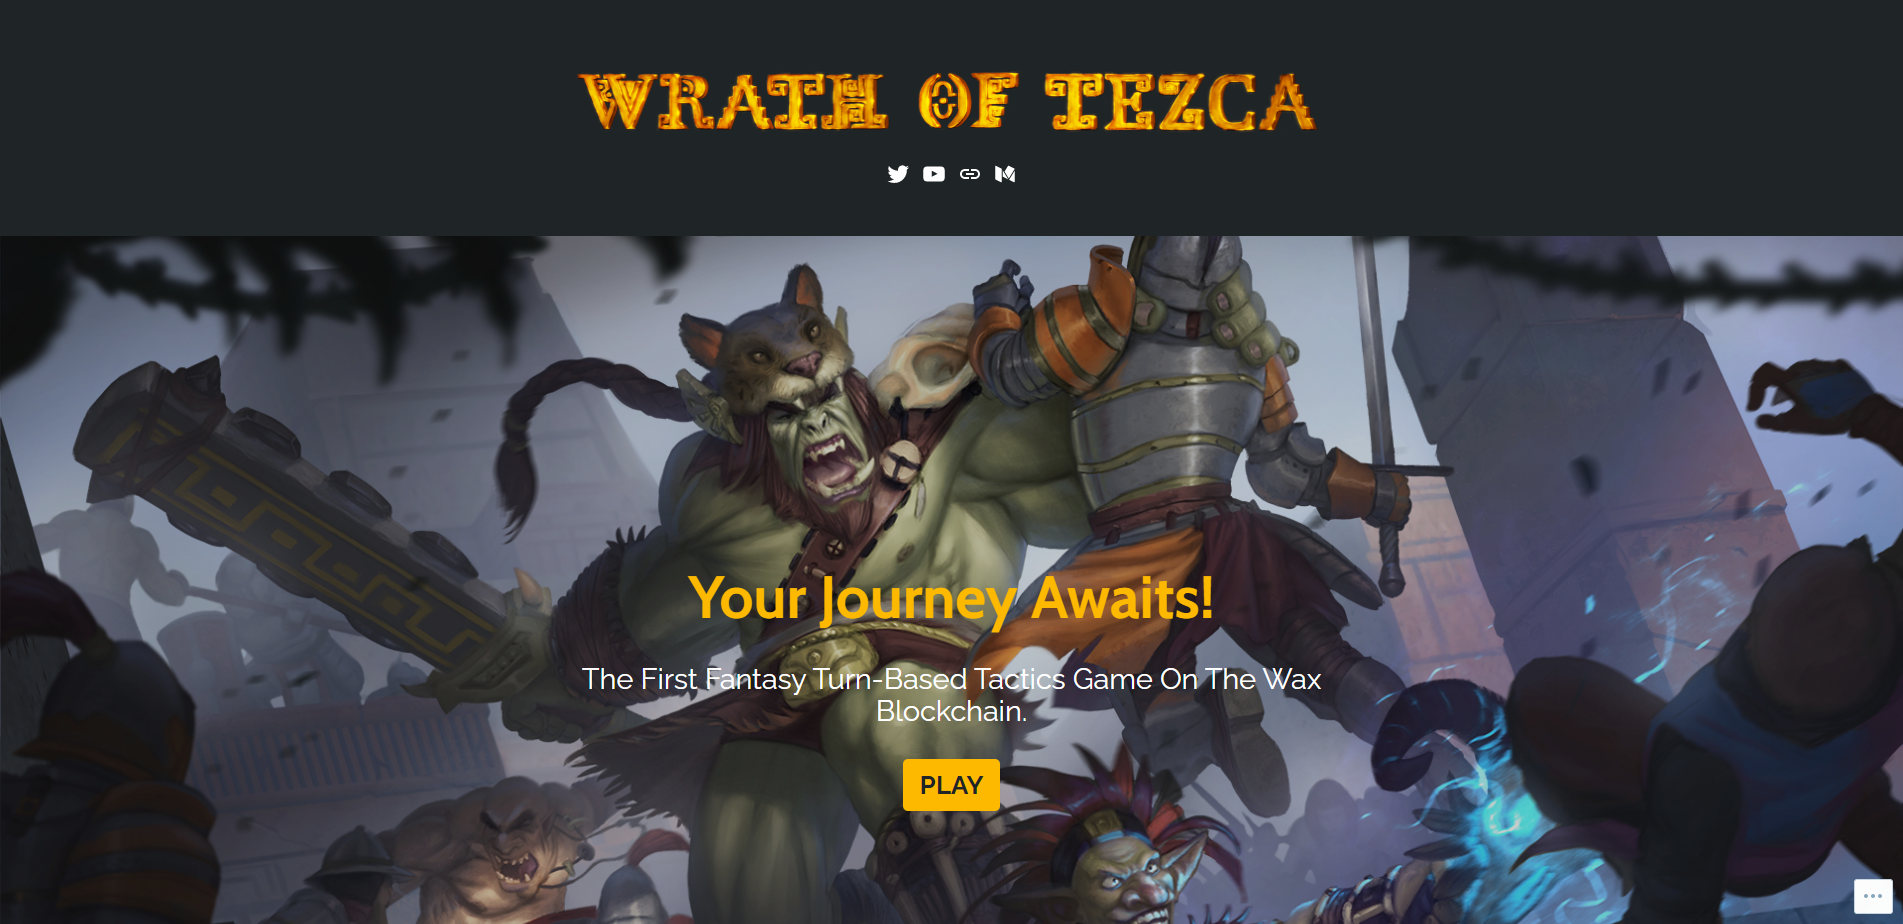 WRATH OF TEZCA
Your Journey Awaits!
The First Fantasy Turn-Based Tactics Game On The Wax
Blockchain.
PLAY